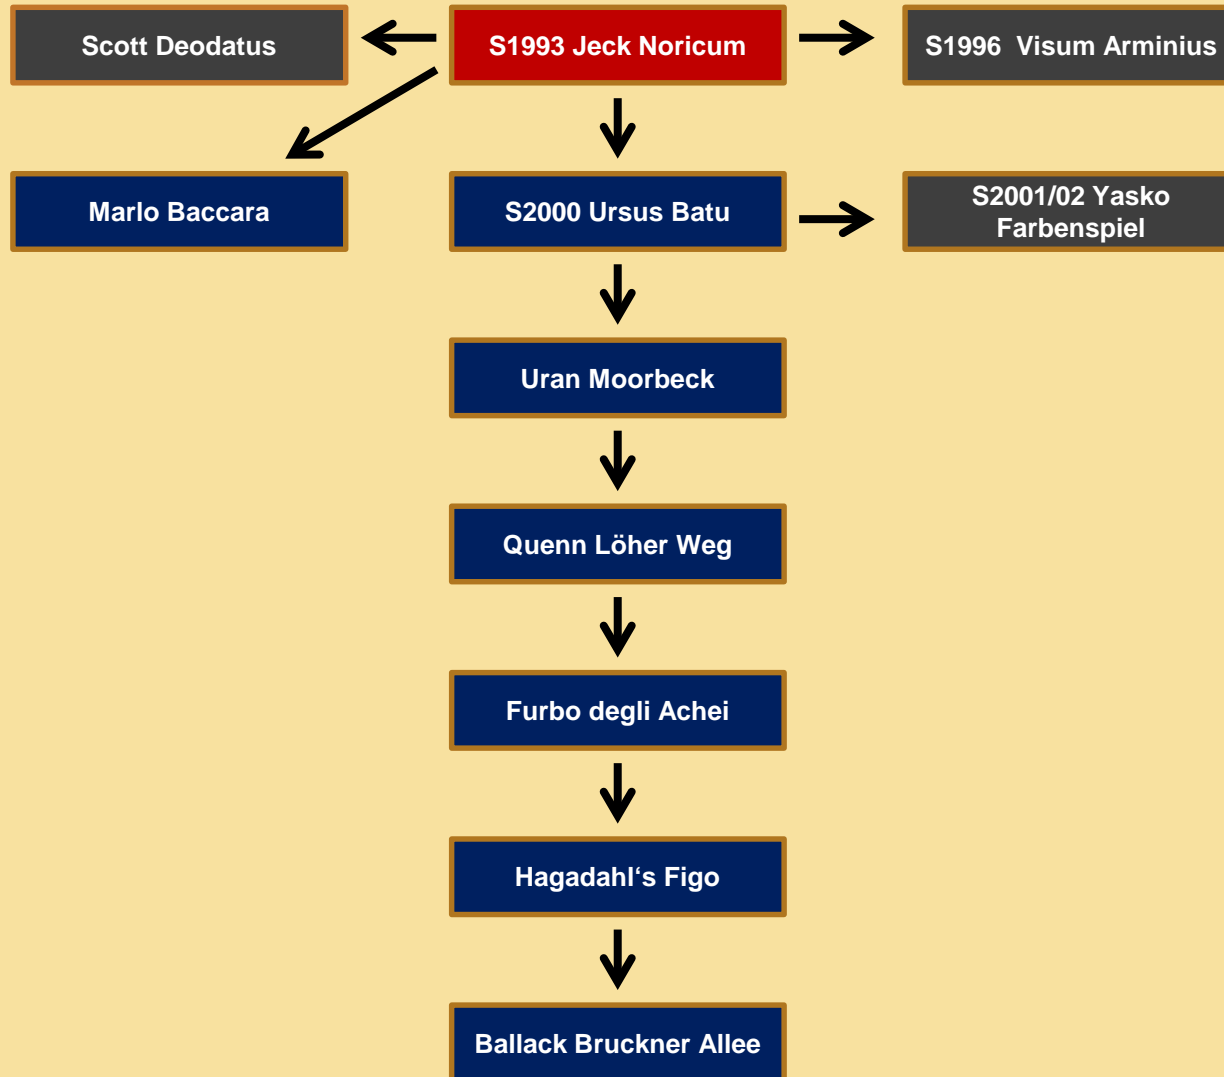 Scott Deodatus
S1993 Jeck Noricum
S1996  Visum Arminius
Marlo Baccara
S2000 Ursus Batu
S2001/02 Yasko
Farbenspiel
Uran Moorbeck
Quenn Löher Weg
Furbo degli Achei
Hagadahl‘s Figo
Ballack Bruckner Allee